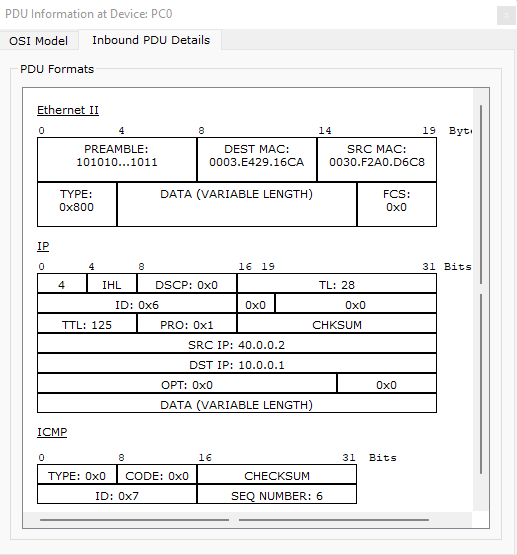 PDU Information at Device: PC0
x
OSI Model Inbound PDU Details
PDU Formats
Ethernet II
0 4 8 14 19
PREAMBLE: DEST MAC: SRC MAC:
101010...1011 0003.E429.16CA 0030.F2A0.D6C8
TYPE: DATA (VARIABLE LENGTH) FCS:
0x800 0x0
IP
0 4 8 16 19 31 Bits
4 IHL DSCP: 0x0 TL: 28
ID: 0x6 0x0 0x0
TTL: 125 PRO: 0x1 CHKSUM
SRC IP: 40.0.0.2
DST IP: 10.0.0.1
OPT: 0x0 0x0
DATA (VARIABLE LENGTH)
ICMP
0 8 16 31 Bits
TYPE: 0x0 CODE: 0x0 CHECKSUM
ID: 0x7 SEQ NUMBER: 6